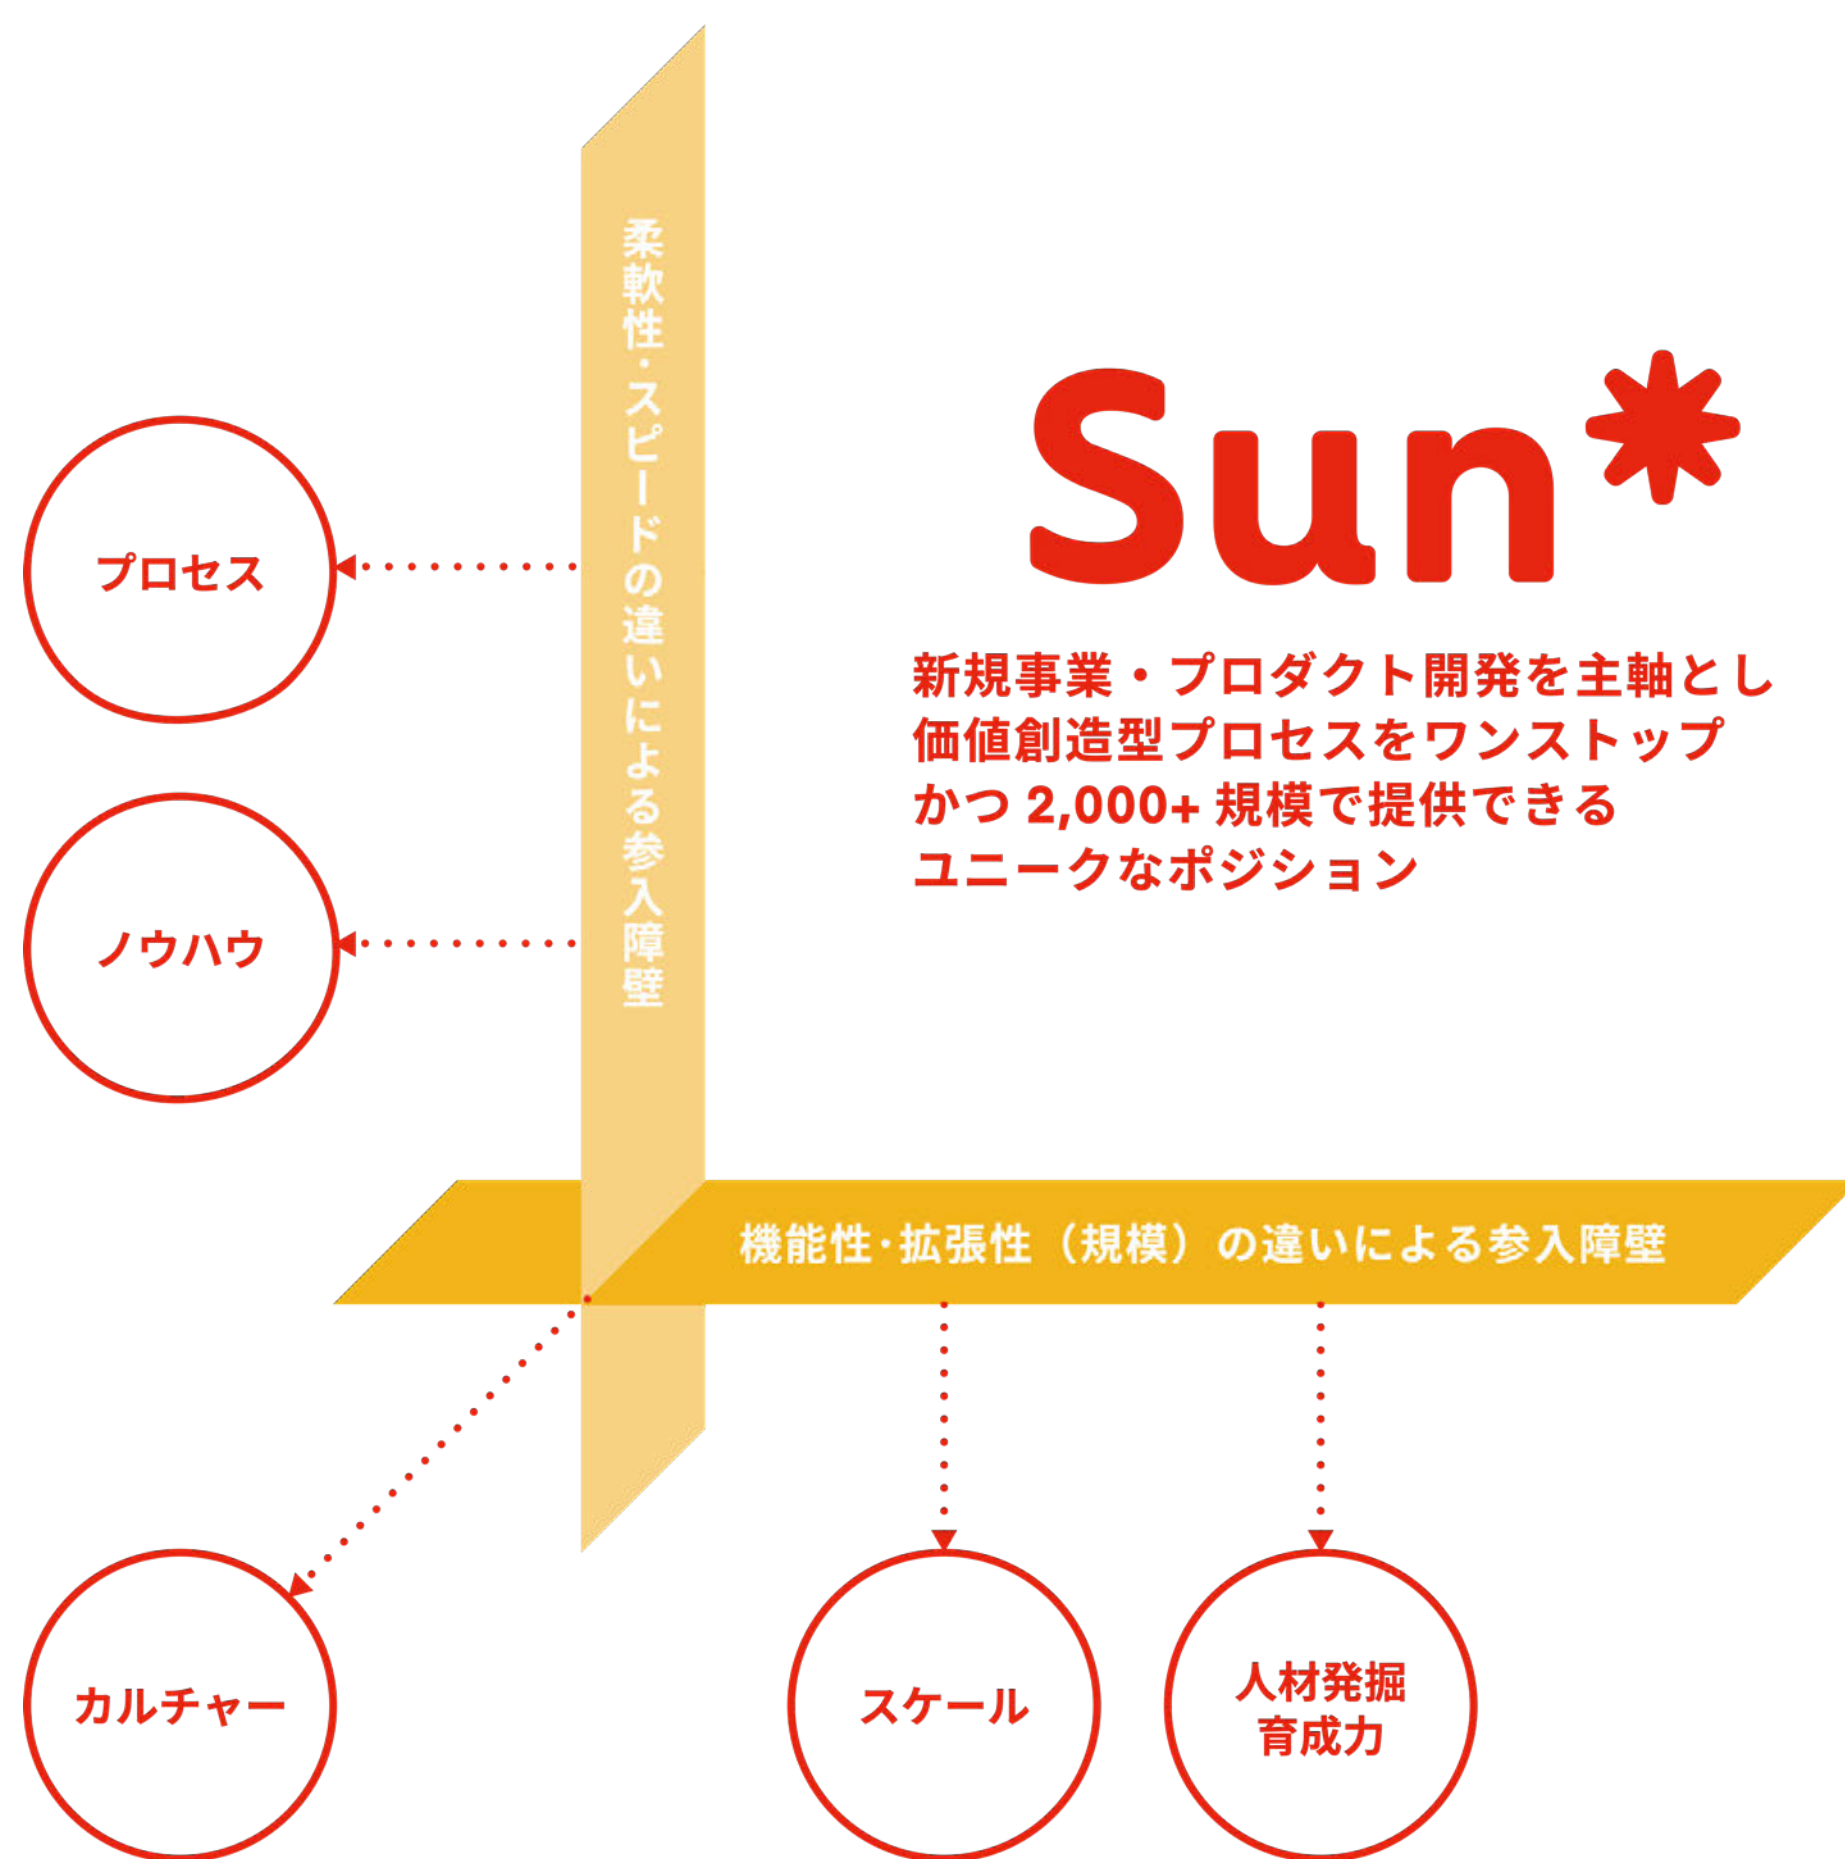 柔軟性・スピードの違いによる参入障壁
Sun*
新規事業・プロダクト開発を主軸とし
価値創造型プロセスをワンストップ
かつ 2,000+ 規模で提供できる
ユニークなポジション
プロセス
ノウハウ
機能性・拡張性（規模）の違いによる参入障壁
カルチャー
スケール
人材発掘
育成力